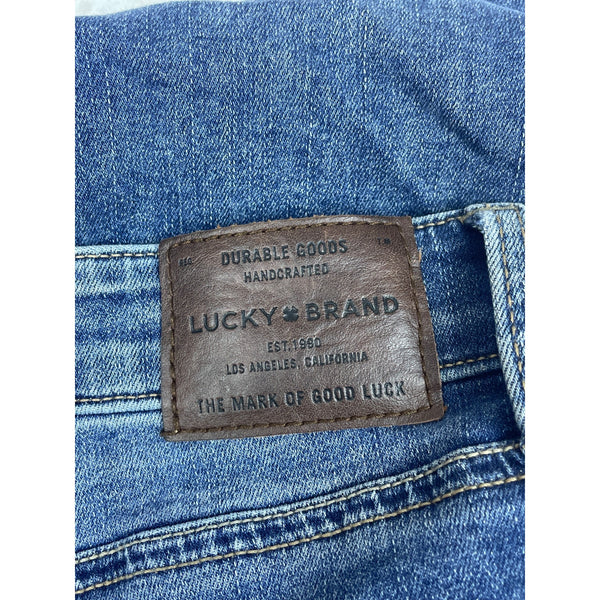 DURABLE GOODS
HANDCRAFTED
LUCKY BRAND
EST.1990
LOS ANGELES, CALIFORNIA
THE MARK OF GOOD LUCK